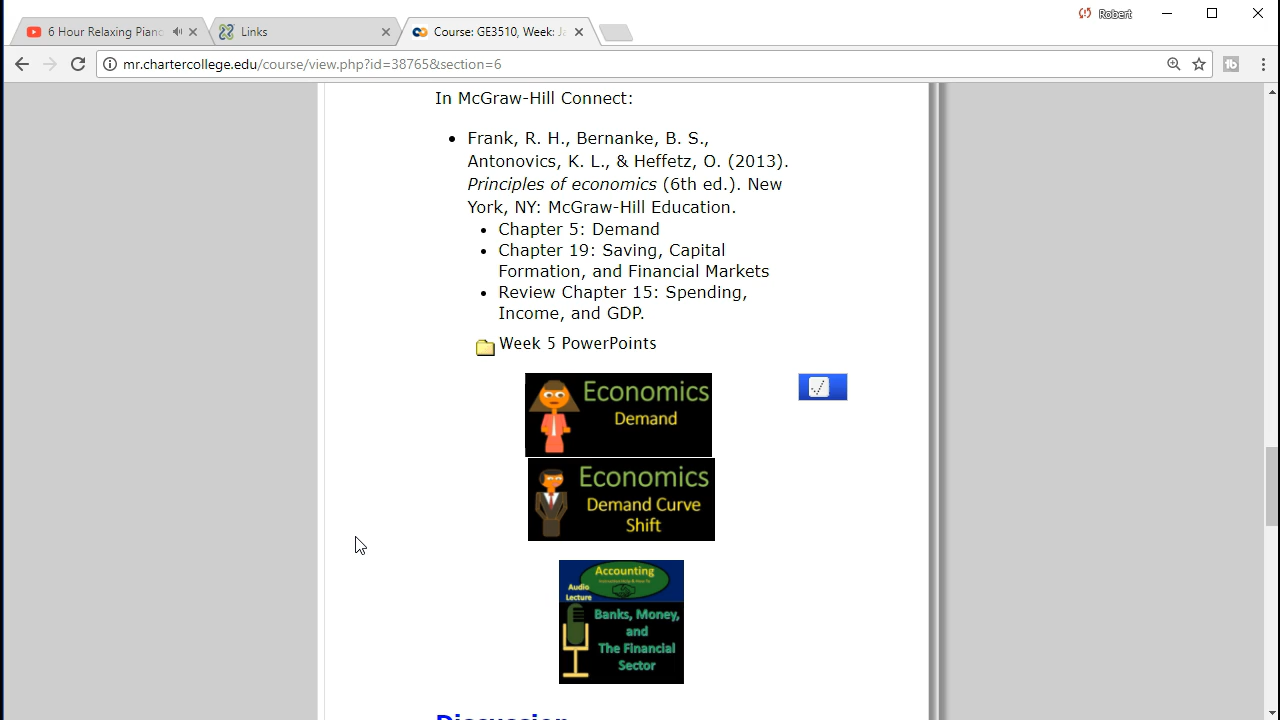 Robert
6 Hour Relaxing Pianc
Links
Course: GE3510, Week: Ja
mr.chartercollege.edu/course/view.php?id=38765&section=6
In McGraw-Hill Connect:
Frank, R. H., Bernanke, B. S.,
Antonovics, K. L., & Heffetz, O. (2013).
Principles of economics (6th ed.). New
York, NY: McGraw-Hill Education.
Chapter 5: Demand
Chapter 19: Saving, Capital
Formation, and Financial Markets
Review Chapter 15: Spending,
Income, and GDP.
Week 5 PowerPoints
Economics
Demand
Economics
Demand Curve
Shift
Accounting
Audio
Lecture
Banks, Money,
and
The Financial
Sector
Discussion